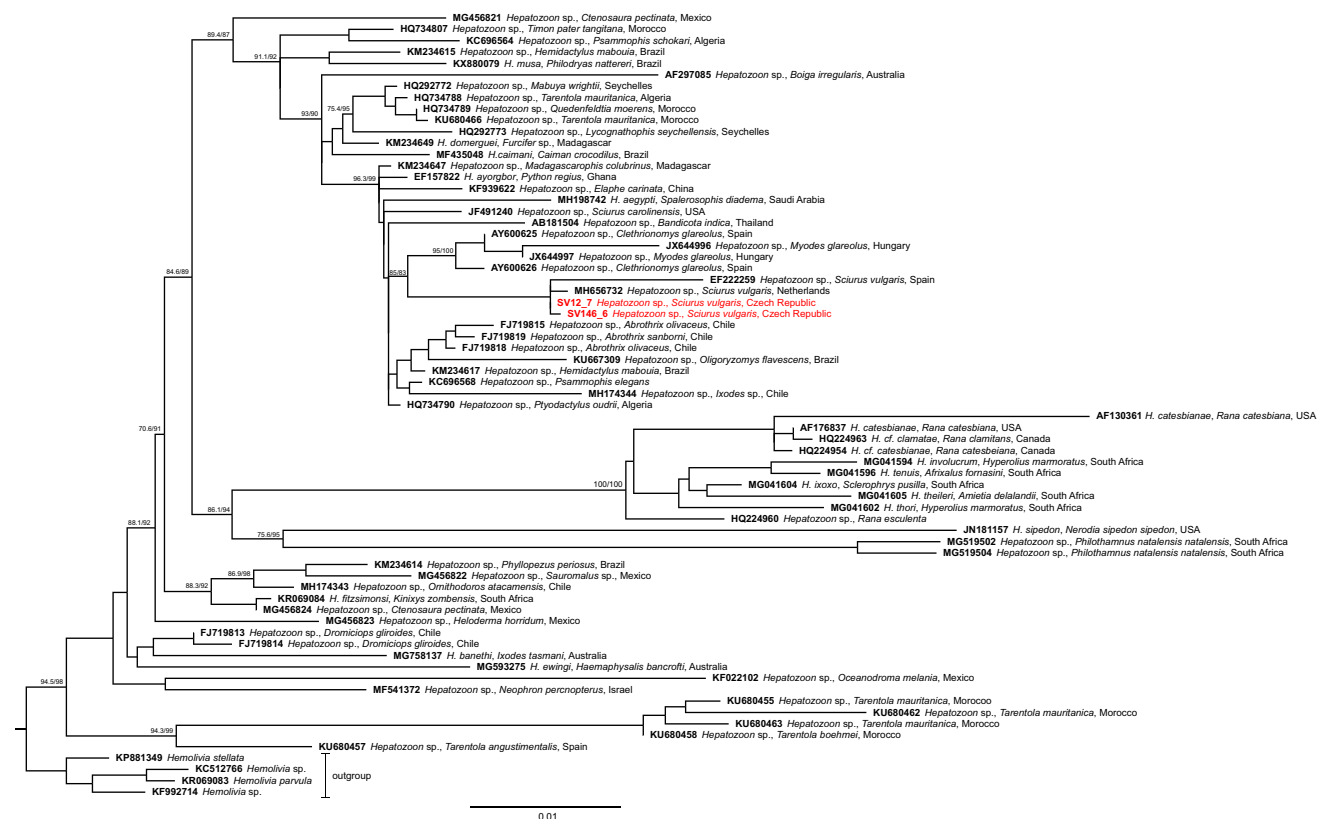 MG456821 Hepatozoon sp., Ctenosaura pectinata, Mexico
89.4/87
HQ734807 Hepatozoon sp., Timon pater tangitana, Morocco
KC696564 Hepatozoon sp., Psammophis schokari, Algeria
91.1/92
KM234615 Hepatozoon sp., Hemidactylus mabouia, Brazil
KX880079 H. musa, Philodryas nattereri, Brazil
AF297085 Hepatozoon sp., Boiga irregularis, Australia
HQ292772 Hepatozoon sp., Mabuya wrightii, Seychelles
HQ734788 Hepatozoon sp., Tarentola mauritanica, Algeria
75.4/95
HQ734789 Hepatozoon sp., Quedenfeldtia moerens, Morocco
93/90
KU680466 Hepatozoon sp., Tarentola mauritanica, Morocco
HQ292773 Hepatozoon sp., Lycognathophis seychellensis, Seychelles
KM234649 H. domerguei, Furcifer sp., Madagascar
MF435048 H.caimani, Caiman crocodilus, Brazil
KM234647 Hepatozoon sp., Madagascarophis colubrinus, Madagascar
96.3/99
EF157822 H. ayorgbor, Python regius, Ghana
KF939622 Hepatozoon sp., Elaphe carinata, China
MH198742 H. aegypti, Spalerosophis diadema, Saudi Arabia
JF491240 Hepatozoon sp., Sciurus carolinensis, USA
AB181504 Hepatozoon sp., Bandicota indica, Thailand
AY600625 Hepatozoon sp., Clethrionomys glareolus, Spain
JX644996 Hepatozoon sp., Myodes glareolus, Hungary
95/100
JX644997 Hepatozoon sp., Myodes glareolus, Hungary
AY600626 Hepatozoon sp., Clethrionomys glareolus, Spain
84.6/89
85/83
EF222259 Hepatozoon sp., Sciurus vulgaris, Spain
MH656732 Hepatozoon sp., Sciurus vulgaris, Netherlands
SV12_7 Hepatozoon sp., Sciurus vulgaris, Czech Republic
SV146_6 Hepatozoon sp., Sciurus vulgaris, Czech Republic
FJ719815 Hepatozoon sp., Abrothrix olivaceus, Chile
FJ719819 Hepatozoon sp., Abrothrix sanborni, Chile
FJ719818 Hepatozoon sp., Abrothrix olivaceus, Chile
KU667309 Hepatozoon sp., Oligoryzomys flavescens, Brazil
KM234617 Hepatozoon sp., Hemidactylus mabouia, Brazil
KC696568 Hepatozoon sp., Psammophis elegans
MH174344 Hepatozoon sp., Ixodes sp., Chile
HQ734790 Hepatozoon sp., Ptyodactylus oudrii, Algeria
AF130361 H. catesbianae, Rana catesbiana, USA
70.6/91
AF176837 H. catesbianae, Rana catesbiana, USA
HQ224963 H. cf. clamatae, Rana clamitans, Canada
HQ224954 H. cf. catesbianae, Rana catesbeiana, Canada
MG041594 H. involucrum, Hyperolius marmoratus, South Africa
MG041596 H. tenuis, Afrixalus fornasini, South Africa
100/100
MG041604 H. ixoxo, Sclerophrys pusilla, South Africa
MG041605 H. theileri, Amietia delalandii, South Africa
MG041602 H. thori, Hyperolius marmoratus, South Africa
86.1/94
HQ224960 Hepatozoon sp., Rana esculenta
88.1/92
JN181157 H. sipedon, Nerodia sipedon sipedon, USA
75.6/95
MG519502 Hepatozoon sp., Philothamnus natalensis natalensis, South Africa
MG519504 Hepatozoon sp., Philothamnus natalensis natalensis, South Africa
KM234614 Hepatozoon sp., Phyllopezus periosus, Brazil
86.9/98
MG456822 Hepatozoon sp., Sauromalus sp., Mexico
88.3/92
MH174343 Hepatozoon sp., Ornithodoros atacamensis, Chile
KR069084 H. fitzsimonsi, Kinixys zombensis, South Africa
MG456824 Hepatozoon sp., Ctenosaura pectinata, Mexico
MG456823 Hepatozoon sp., Heloderma horridum, Mexico
FJ719813 Hepatozoon sp., Dromiciops gliroides, Chile
FJ719814 Hepatozoon sp., Dromiciops gliroides, Chile
MG758137 H. banethi, Ixodes tasmani, Australia
MG593275 H. ewingi, Haemaphysalis bancrofti, Australia
KF022102 Hepatozoon sp., Oceanodroma melania, Mexico
94.5/98
MF541372 Hepatozoon sp., Neophron percnopterus, Israel
KU680455 Hepatozoon sp., Tarentola mauritanica, Morocco
KU680462 Hepatozoon sp., Tarentola mauritanica, Morocco
KU680463 Hepatozoon sp., Tarentola mauritanica, Morocco
94.3/99
KU680458 Hepatozoon sp., Tarentola boehmei, Morocco
KU680457 Hepatozoon sp., Tarentola angustimentalis, Spain
KP881349 Hemolivia stellata
KC512766 Hemolivia sp.
outgroup
KR069083 Hemolivia parvula
KF992714 Hemolivia sp.
0.01